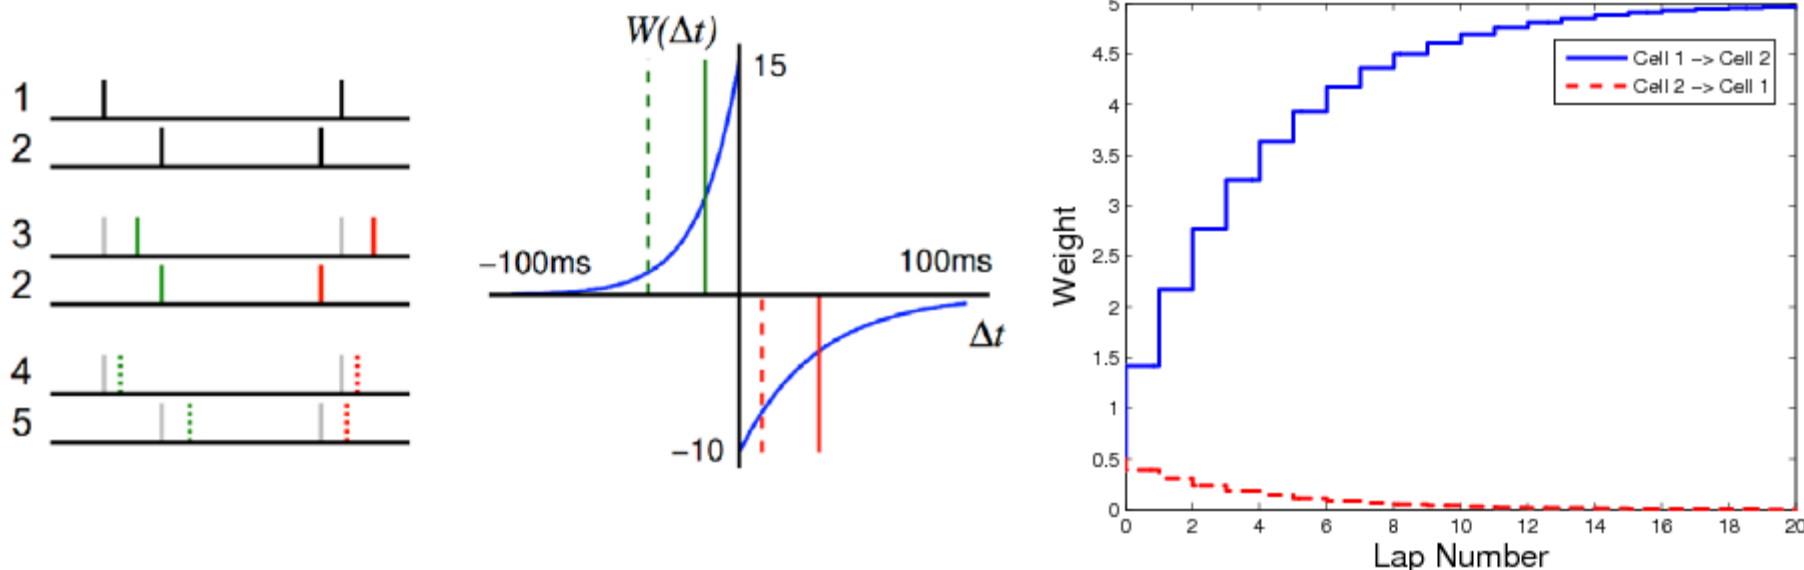 1
2
3
2
4
5
W(Δt)
15
−100ms
100ms
Δt
−10
Weight
5
4.5
4
3.5
3
2.5
2
1.5
1
0.5
0
Cell 1 −> Cell 2
Cell 2 −> Cell 1
0 2 4 6 8 10 12 14 16 18 20
Lap Number